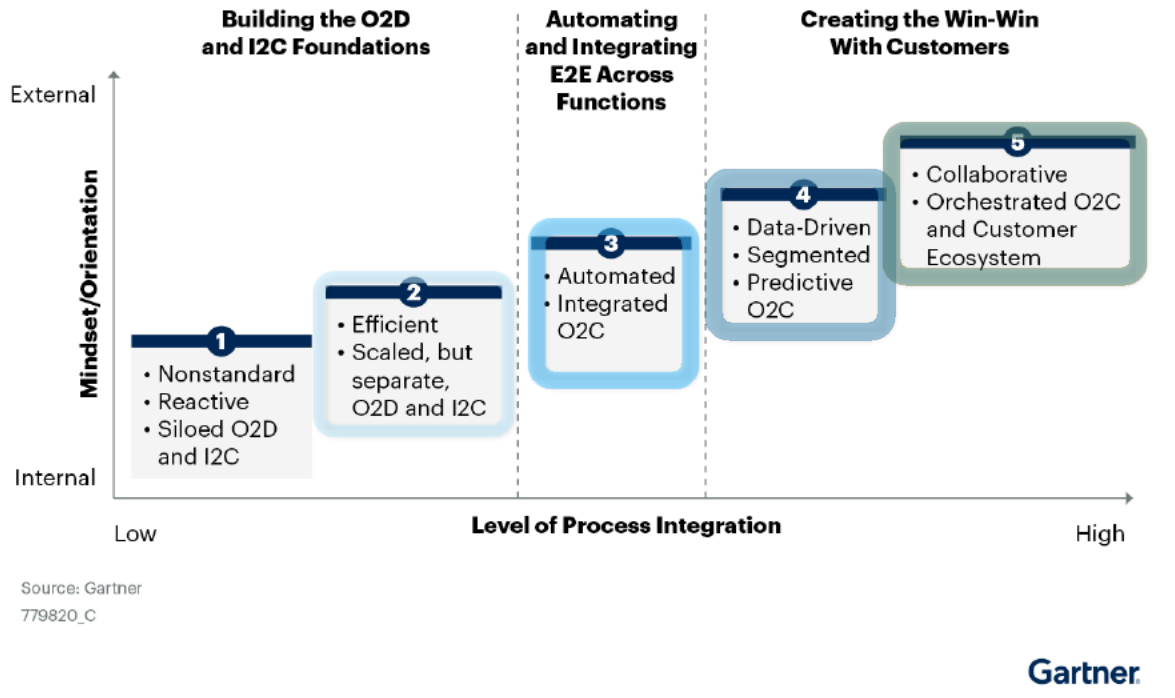 Building the O2D
and I2C Foundations
Automating
and Integrating
E2E Across
Functions
Creating the Win-Win
With Customers
External
Mindset/Orientation
Internal
1
• Nonstandard
• Reactive
• Siloed O2D
and I2C
2
• Efficient
• Scaled, but
separate,
O2D and I2C
3
• Automated
• Integrated
O2C
4
• Data-Driven
• Segmented
• Predictive
O2C
5
• Collaborative
• Orchestrated O2C
and Customer
Ecosystem
Low
Level of Process Integration
High
Source: Gartner
779820_C
Gartner.